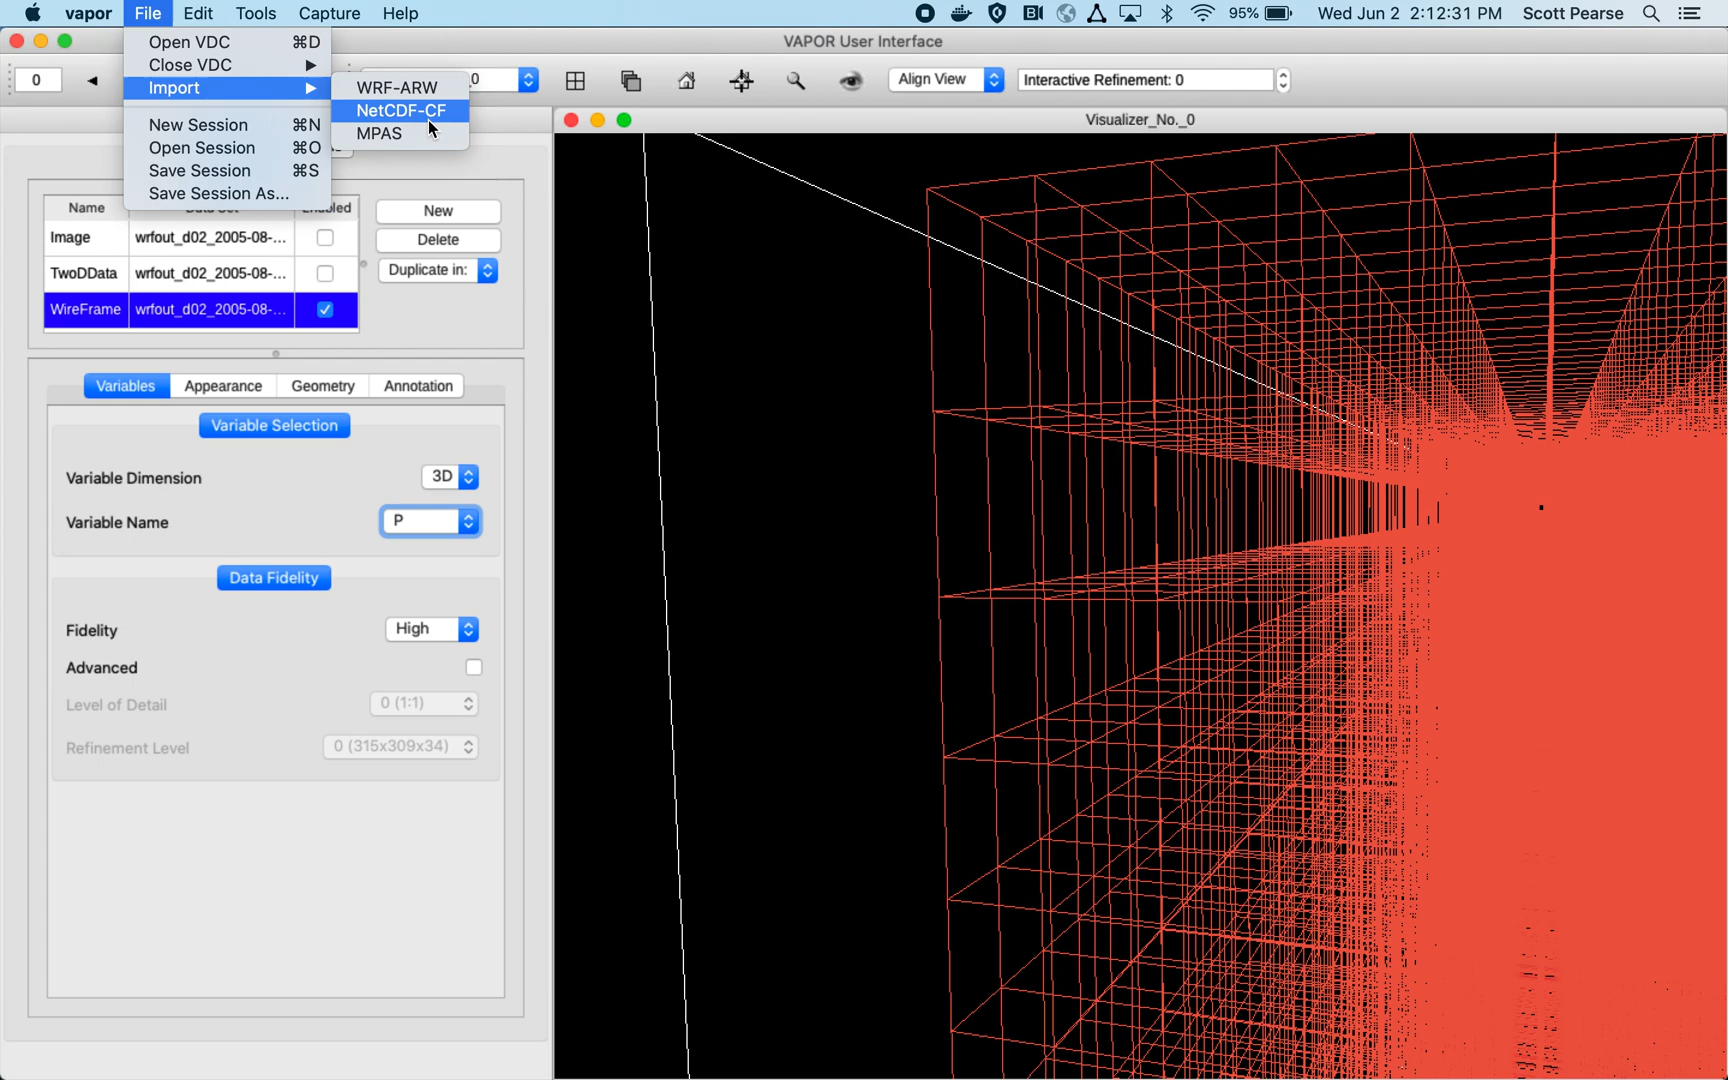 vapor File Edit Tools Capture Help 95% Wed Jun 2 2:12:31 PM Scott Pearse
VAPOR User Interface
Open VDC ⌘D
Close VDC ▶
Import ▶
New Session ⌘N
Open Session ⌘O
Save Session ⌘S
Save Session As...
WRF-ARW
NetCDF-CF
MPAS
0 ◀ _0 Align View Interactive Refinement: 0
Visualizer_No._0
Name
Image wrfout_d02_2005-08-...
TwoDData wrfout_d02_2005-08-...
WireFrame wrfout_d02_2005-08-...
New
Delete
Duplicate in:
Variables Appearance Geometry Annotation
Variable Selection
Variable Dimension 3D
Variable Name P
Data Fidelity
Fidelity High
Advanced
Level of Detail 0 (1:1)
Refinement Level 0 (315x309x34)